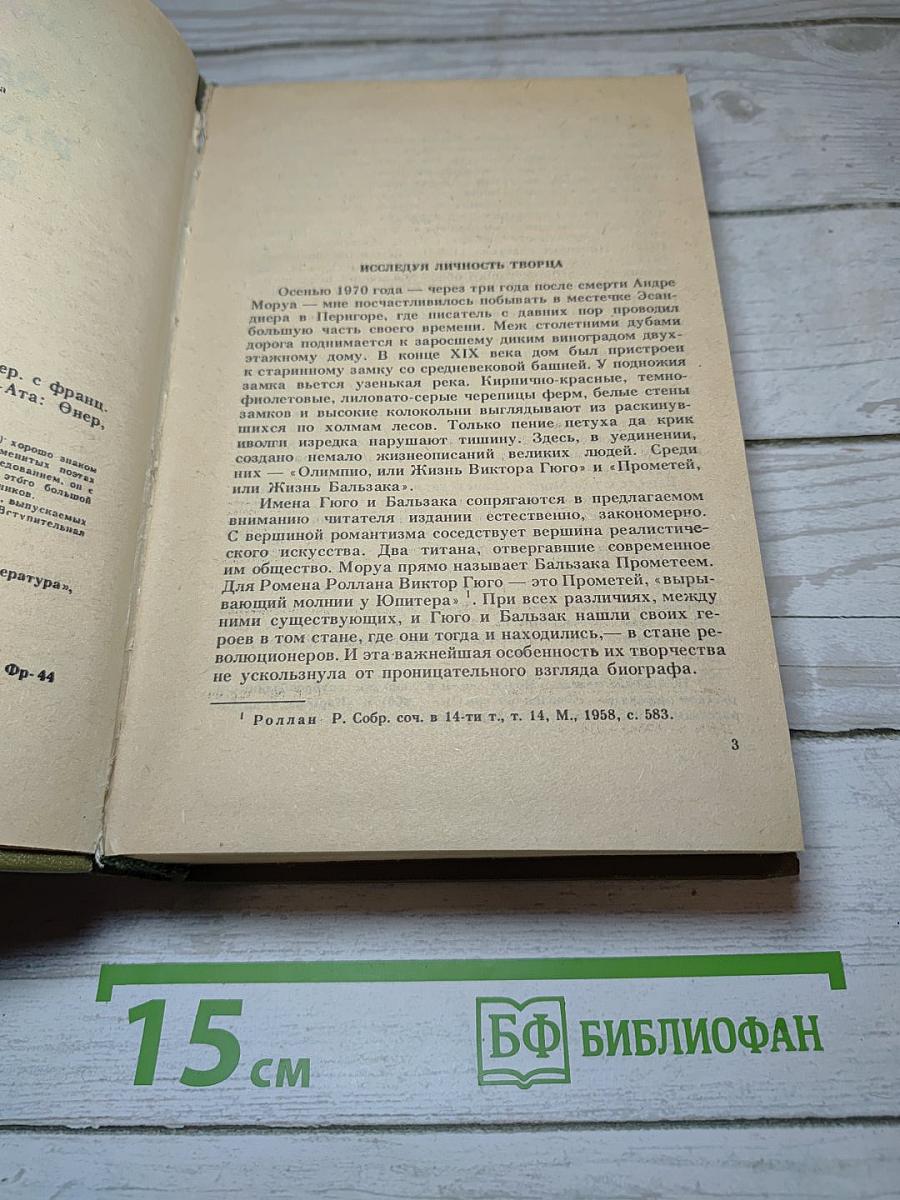 а
ер. с франц.
-Ата: Өнер,
) хорошо знаком
менитых поэтах
едованием, он с
этого большой
ников.
, выпускаемых
Вступительная
ература»,
Фр-44
ИССЛЕДУЯ ЛИЧНОСТЬ ТВОРЦА
Осенью 1970 года — через три года после смерти Андре
Моруа — мне посчастливилось побывать в местечке Эсан-
диера в Перигоре, где писатель с давних пор проводил
большую часть своего времени. Меж столетними дубами
дорога поднимается к заросшему диким виноградом двух-
этажному дому. В конце XIX века дом был пристроен
к старинному замку со средневековой башней. У подножия
замка вьется узенькая река. Кирпично-красные, темно-
фиолетовые, лиловато-серые черепицы ферм, белые стены
замков и высокие колокольни выглядывают из раскинув-
шихся по холмам лесов. Только пение петуха да крик
иволги изредка нарушают тишину. Здесь, в уединении,
создано немало жизнеописаний великих людей. Среди
них — «Олимпио, или Жизнь Виктора Гюго» и «Прометей,
или Жизнь Бальзака».
Имена Гюго и Бальзака сопрягаются в предлагаемом
вниманию читателя издании естественно, закономерно.
С вершиной романтизма соседствует вершина реалистиче-
ского искусства. Два титана, отвергавшие современное
им общество. Моруа прямо называет Бальзака Прометеем.
Для Ромена Роллана Виктор Гюго — это Прометей, «выры-
вающий молнии у Юпитера» ¹. При всех различиях, между
ними существующих, и Гюго и Бальзак нашли своих ге-
роев в том стане, где они тогда и находились,— в стане ре-
волюционеров. И эта важнейшая особенность их творчества
не ускользнула от проницательного взгляда биографа.
¹ Роллан Р. Собр. соч. в 14-ти т., т. 14, М., 1958, с. 583.
3
15 см
БФ БИБЛИОФАН